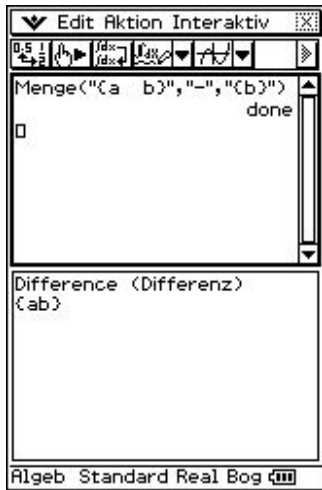 Edit Aktion Interaktiv
Menge("{a b}","-","{b}")
done
Difference (Differenz)
{ab}
Algeb Standard Real Bog